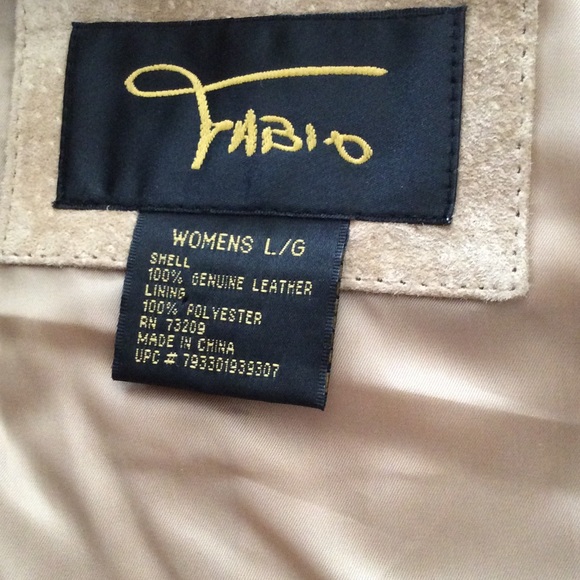 FABIO
WOMENS L/G
SHELL
100% GENUINE LEATHER
LINING
100% POLYESTER
RN 73209
MADE IN CHINA
UPC # 793301939307